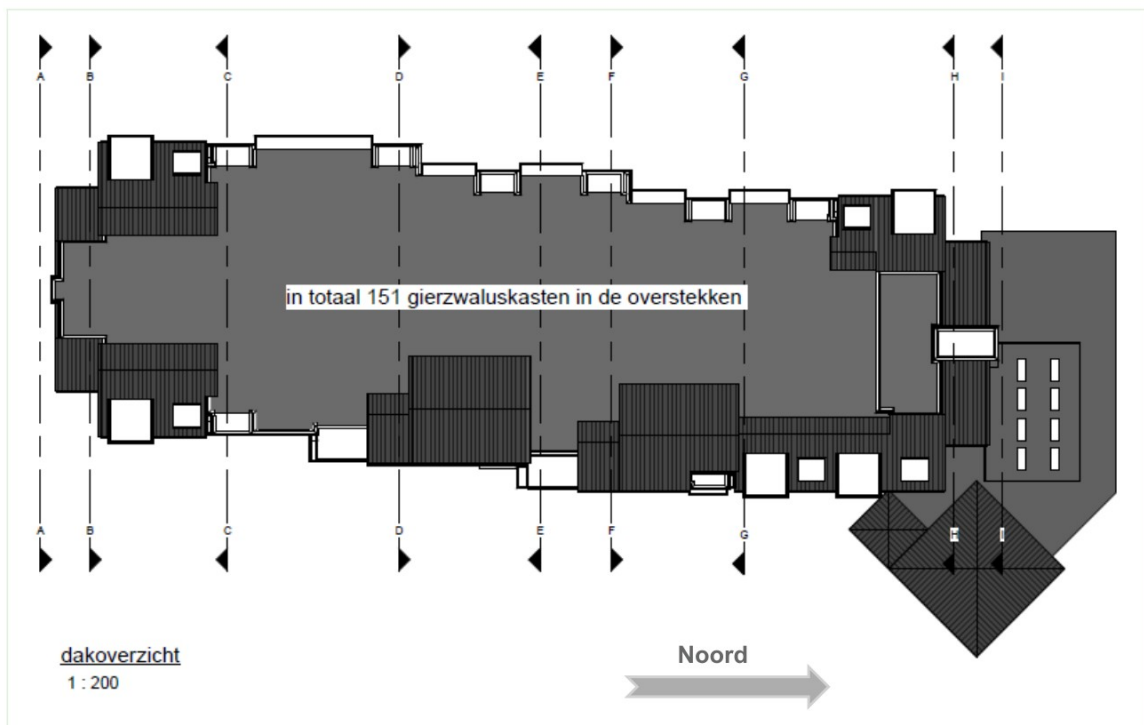 A B C D E F G H I
in totaal 151 gierzwaluskasten in de overstekken
A B C D E F G H I
dakoverzicht
1 : 200
Noord